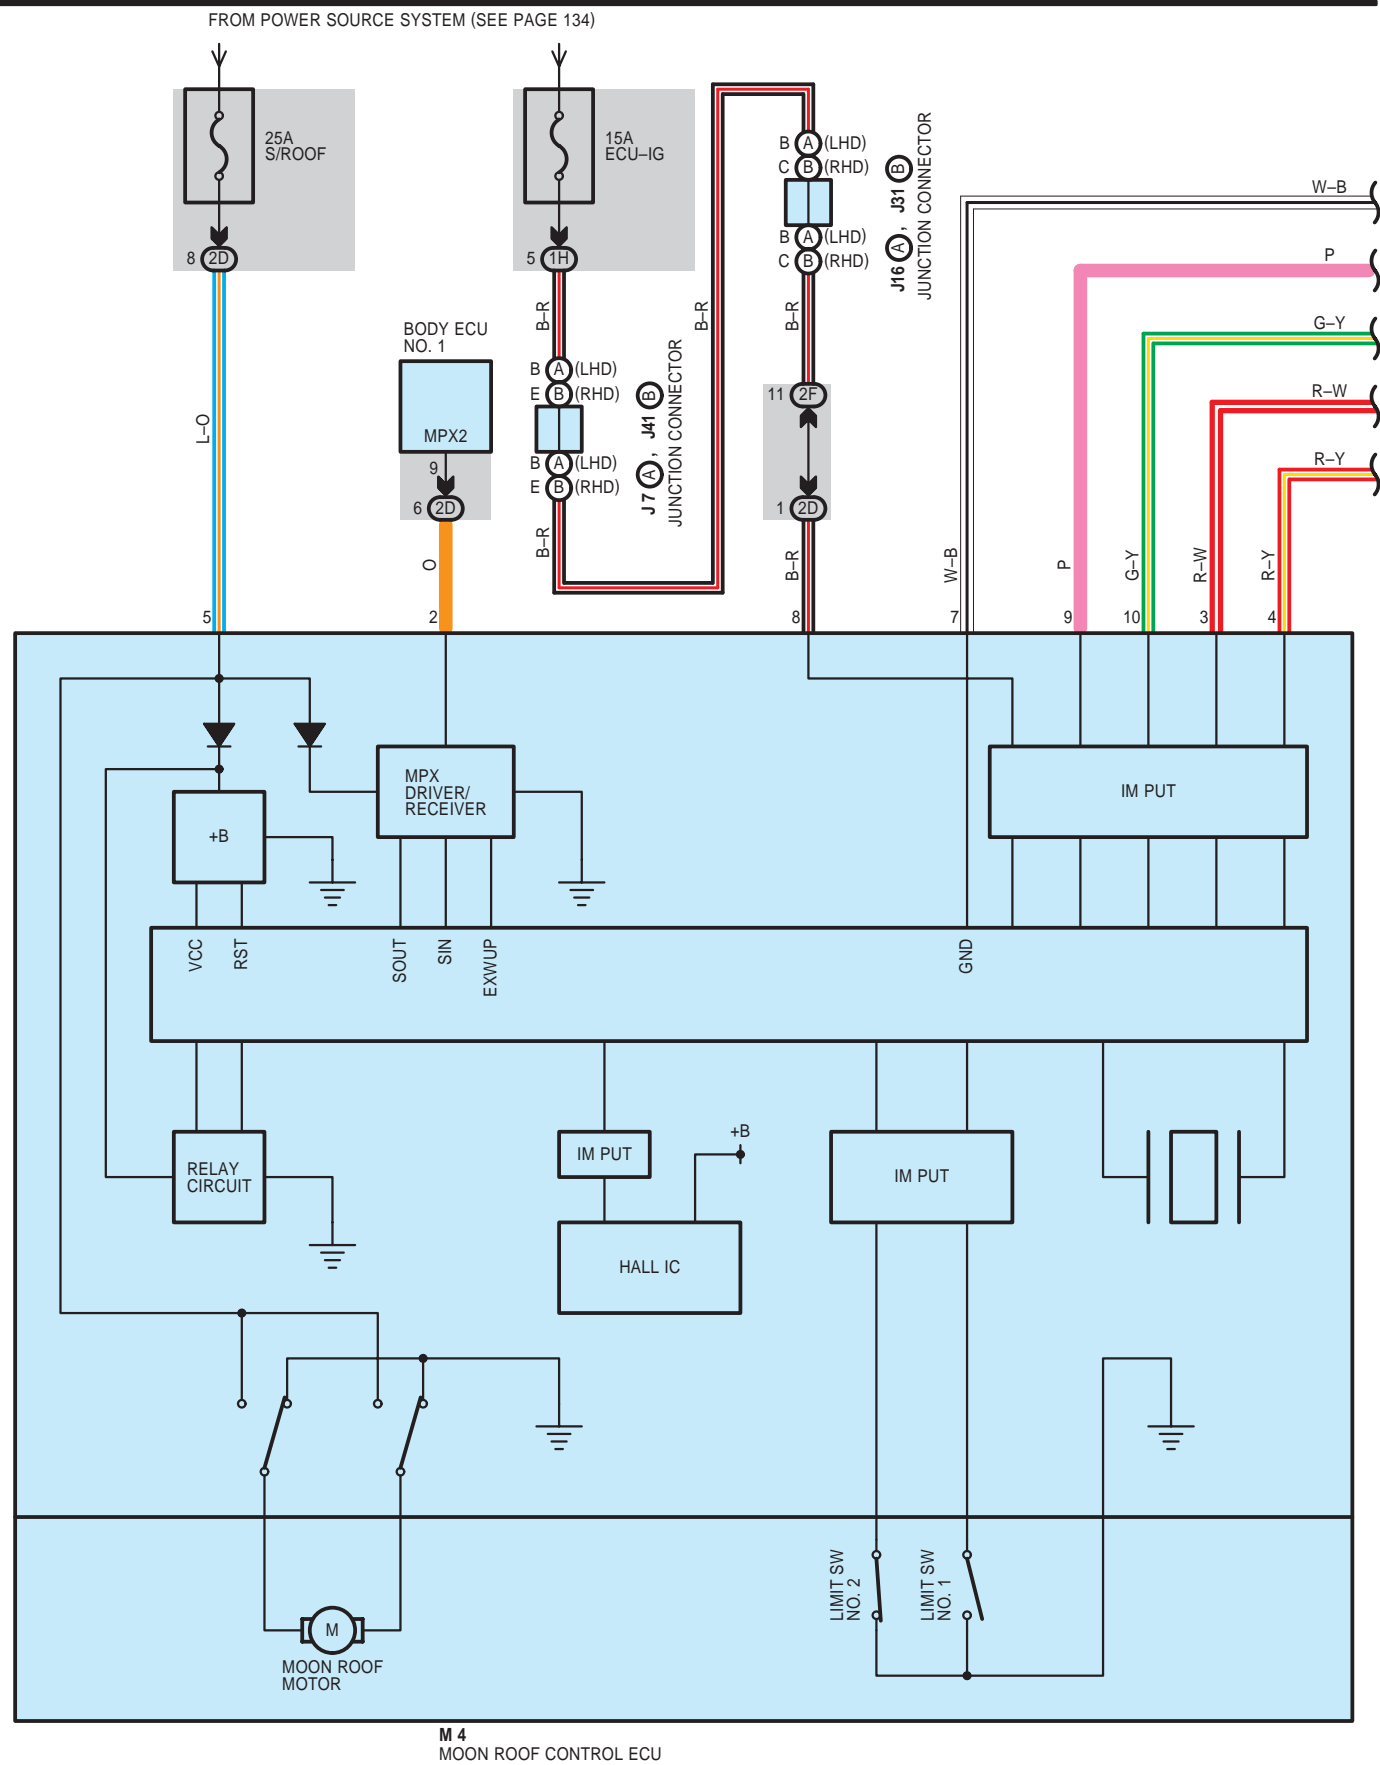 FROM POWER SOURCE SYSTEM (SEE PAGE 134)
25A
S/ROOF
8 2D
15A
ECU–IG
5 1H
L–O
BODY ECU
NO. 1
MPX2
9
6 2D
O
B–R
B A (LHD)
E B (RHD)
B A (LHD)
E B (RHD)
J 7 A , J41 B
JUNCTION CONNECTOR
B–R
B–R
B A (LHD)
C B (RHD)
B A (LHD)
C B (RHD)
J16 A , J31 B
JUNCTION CONNECTOR
B–R
11 2F
1 2D
B–R
W–B
P
G–Y
R–W
R–Y
W–B
P
G–Y
R–W
R–Y
5
2
8
7
9
10
3
4
+B
MPX
DRIVER/
RECEIVER
IM PUT
VCC
RST
SOUT
SIN
EXWUP
GND
RELAY
CIRCUIT
IM PUT
+B
HALL IC
IM PUT
LIMIT SW
NO. 2
LIMIT SW
NO. 1
M
MOON ROOF
MOTOR
M 4
MOON ROOF CONTROL ECU